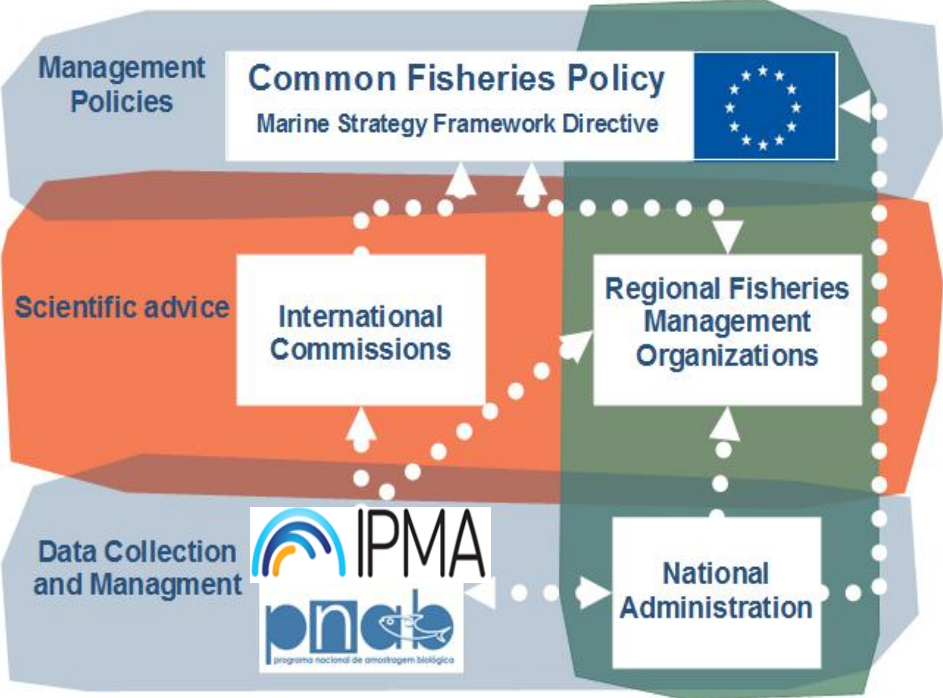 Management
Policies
Common Fisheries Policy
Marine Strategy Framework Directive
Scientific advice
International
Commissions
Regional Fisheries
Management
Organizations
Data Collection
and Managment
IPMA
pnab
programa nacional de amostragem biológica
National
Administration